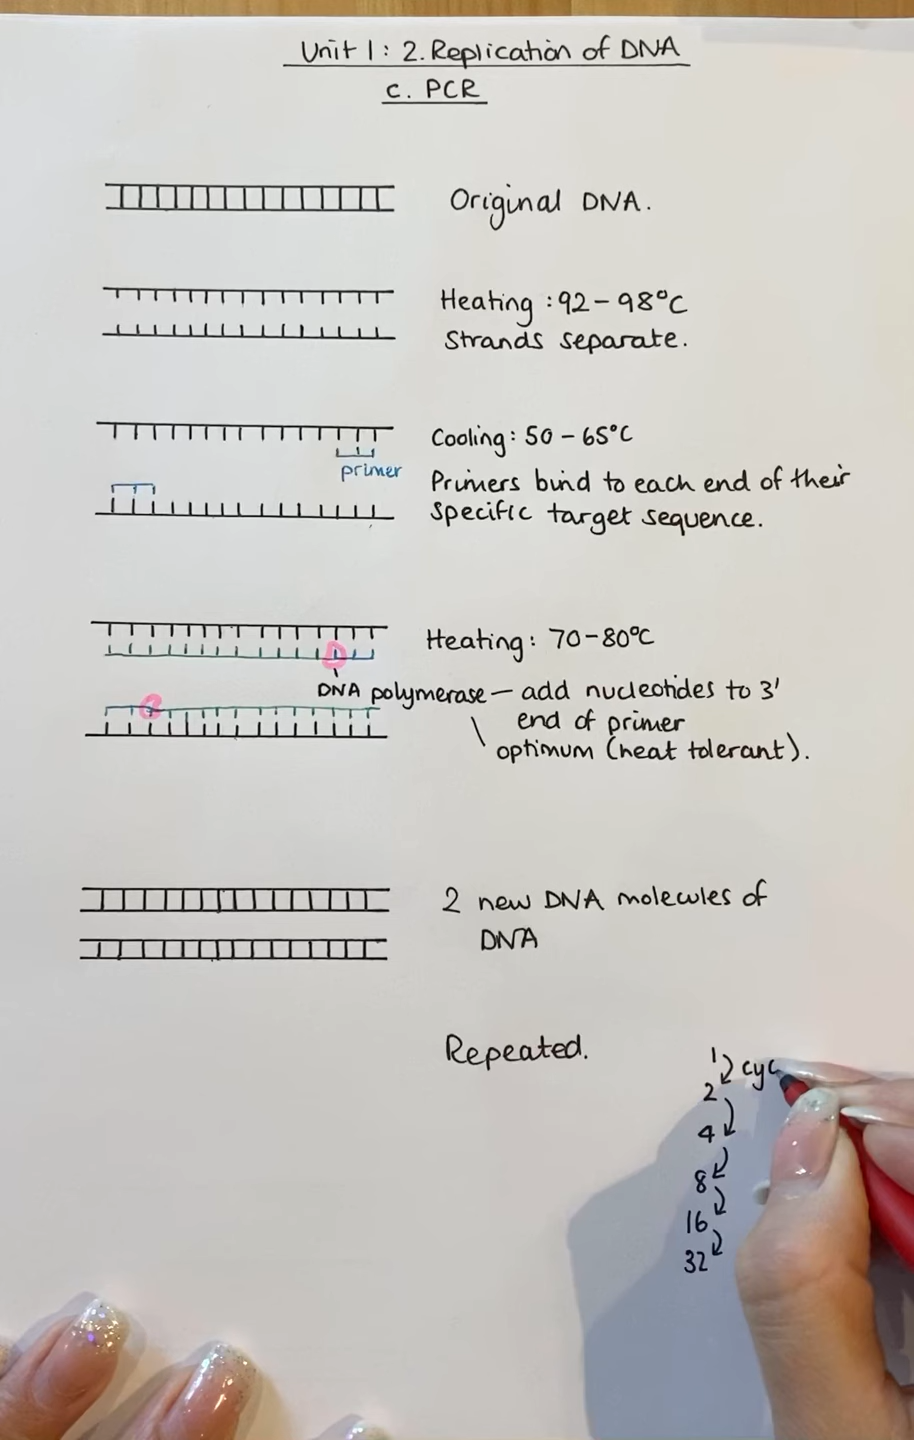 Unit 1: 2. Replication of DNA
c. PCR
Original DNA.
Heating: 92-98°C
Strands separate.
Cooling: 50-65°C
primer
Primers bind to each end of their
specific target sequence.
Heating: 70-80°C
DNA polymerase - add nucleotides to 3'
end of primer
optimum (heat tolerant).
2 new DNA molecules of
DNA
Repeated.
1
cyc
2
4
8
16
32